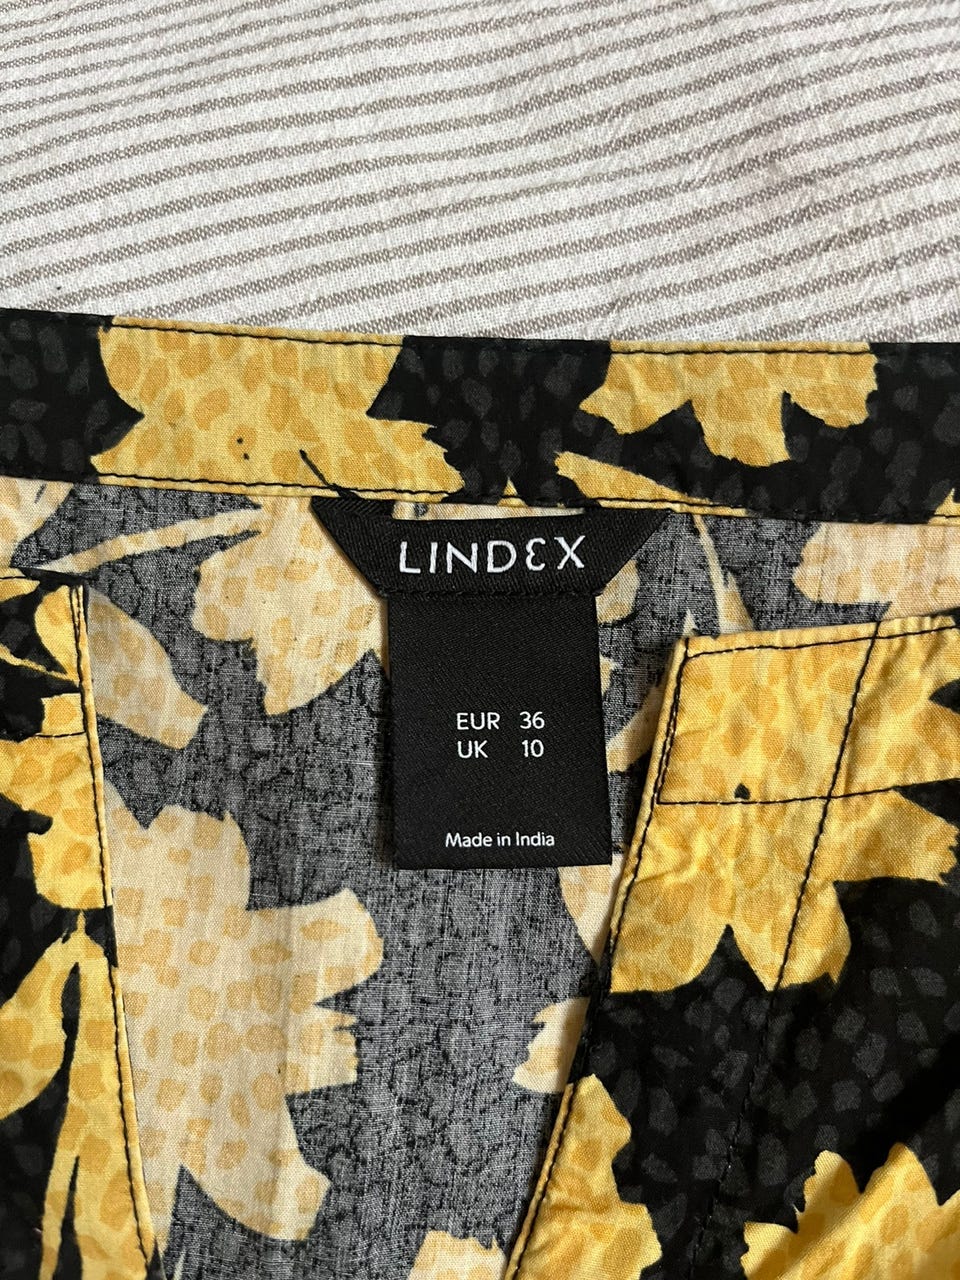 LINDEX
EUR 36
UK 10
Made in India